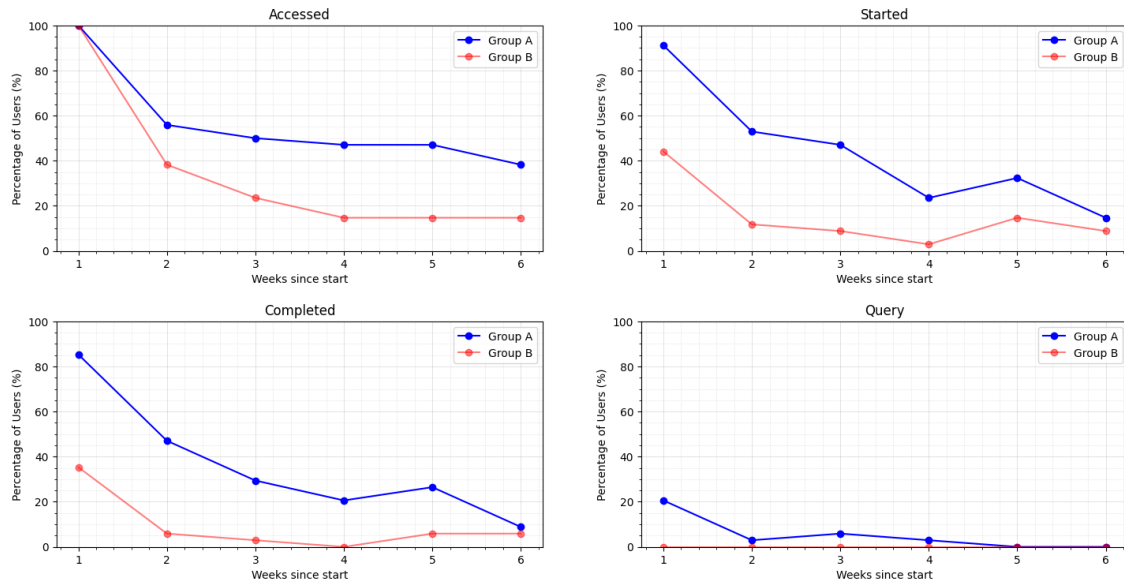 Accessed
Percentage of Users (%)
100
80
60
40
20
0
Group A
Group B
1 2 3 4 5 6
Weeks since start
Started
Percentage of Users (%)
100
80
60
40
20
0
Group A
Group B
1 2 3 4 5 6
Weeks since start
Completed
Percentage of Users (%)
100
80
60
40
20
0
Group A
Group B
1 2 3 4 5 6
Weeks since start
Query
Percentage of Users (%)
100
80
60
40
20
0
Group A
Group B
1 2 3 4 5 6
Weeks since start